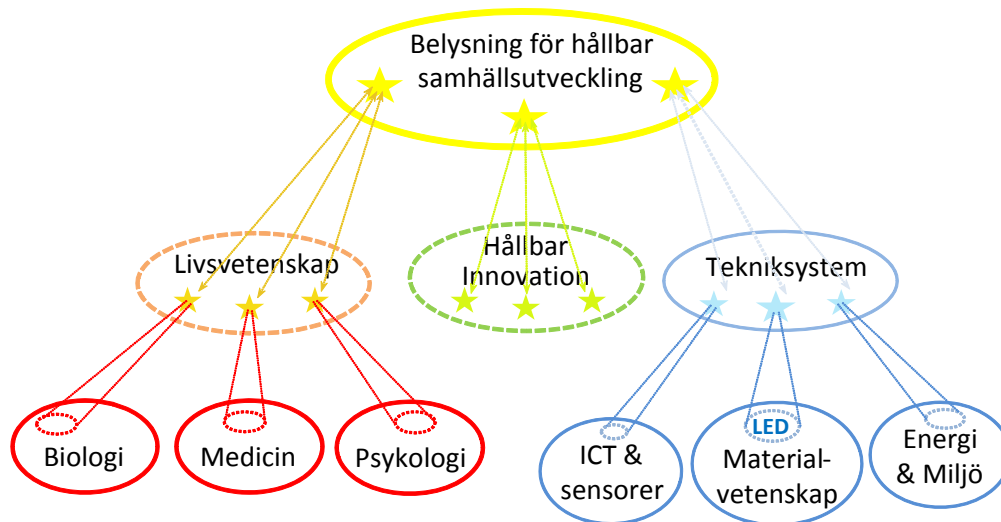 Belysning för hållbar
samhällsutveckling
Livsvetenskap
Hållbar
Innovation
Tekniksystem
Biologi
Medicin
Psykologi
ICT &
sensorer
LED
Material-
vetenskap
Energi
& Miljö